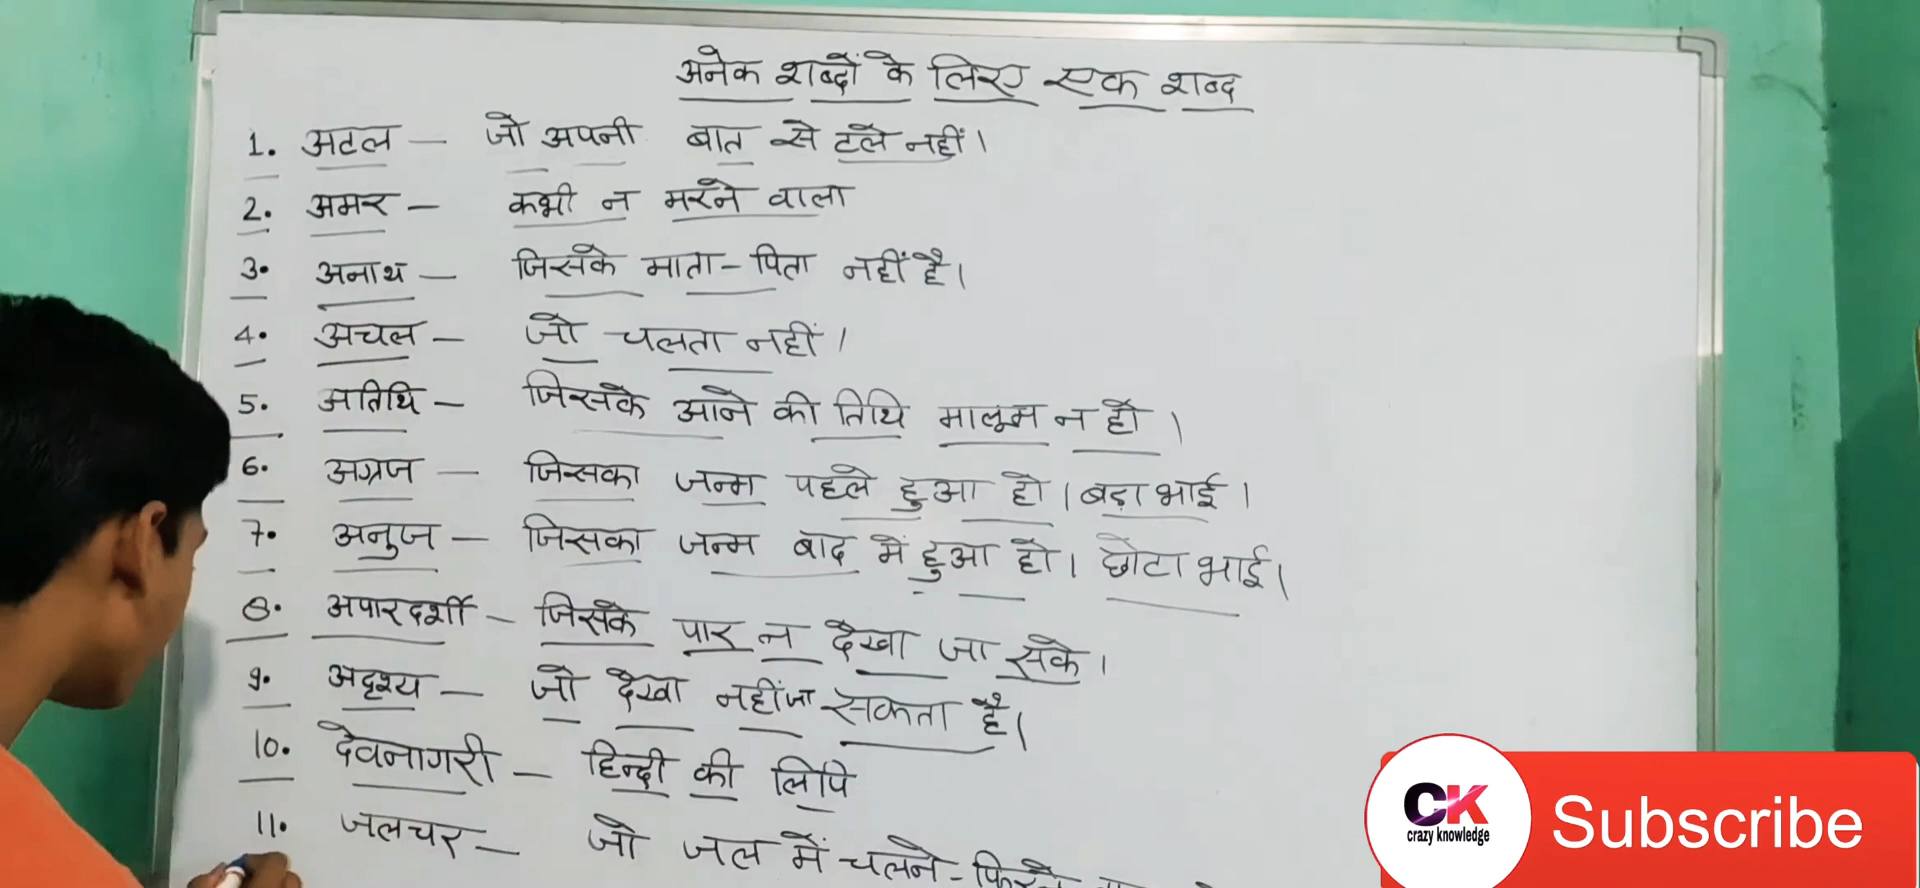 अनेक शब्दों के लिए एक शब्द
1. अटल — जो अपनी बात से टले नहीं।
2. अमर — कभी न मरने वाला
3. अनाथ — जिसके माता-पिता नहीं है।
4. अचल — जो चलता नहीं।
5. अतिथि — जिसके आने की तिथि मालूम न हो।
6. अग्रज — जिसका जन्म पहले हुआ हो। बड़ा भाई।
7. अनुज — जिसका जन्म बाद में हुआ हो। छोटा भाई।
8. अपारदर्शी — जिसके पार न देखा जा सके।
9. अदृश्य — जो देखा नहीं जा सकता है।
10. देवनागरी — हिन्दी की लिपि
11. जलचर — जो जल में चलने-फिरने
CK
crazy knowledge
Subscribe